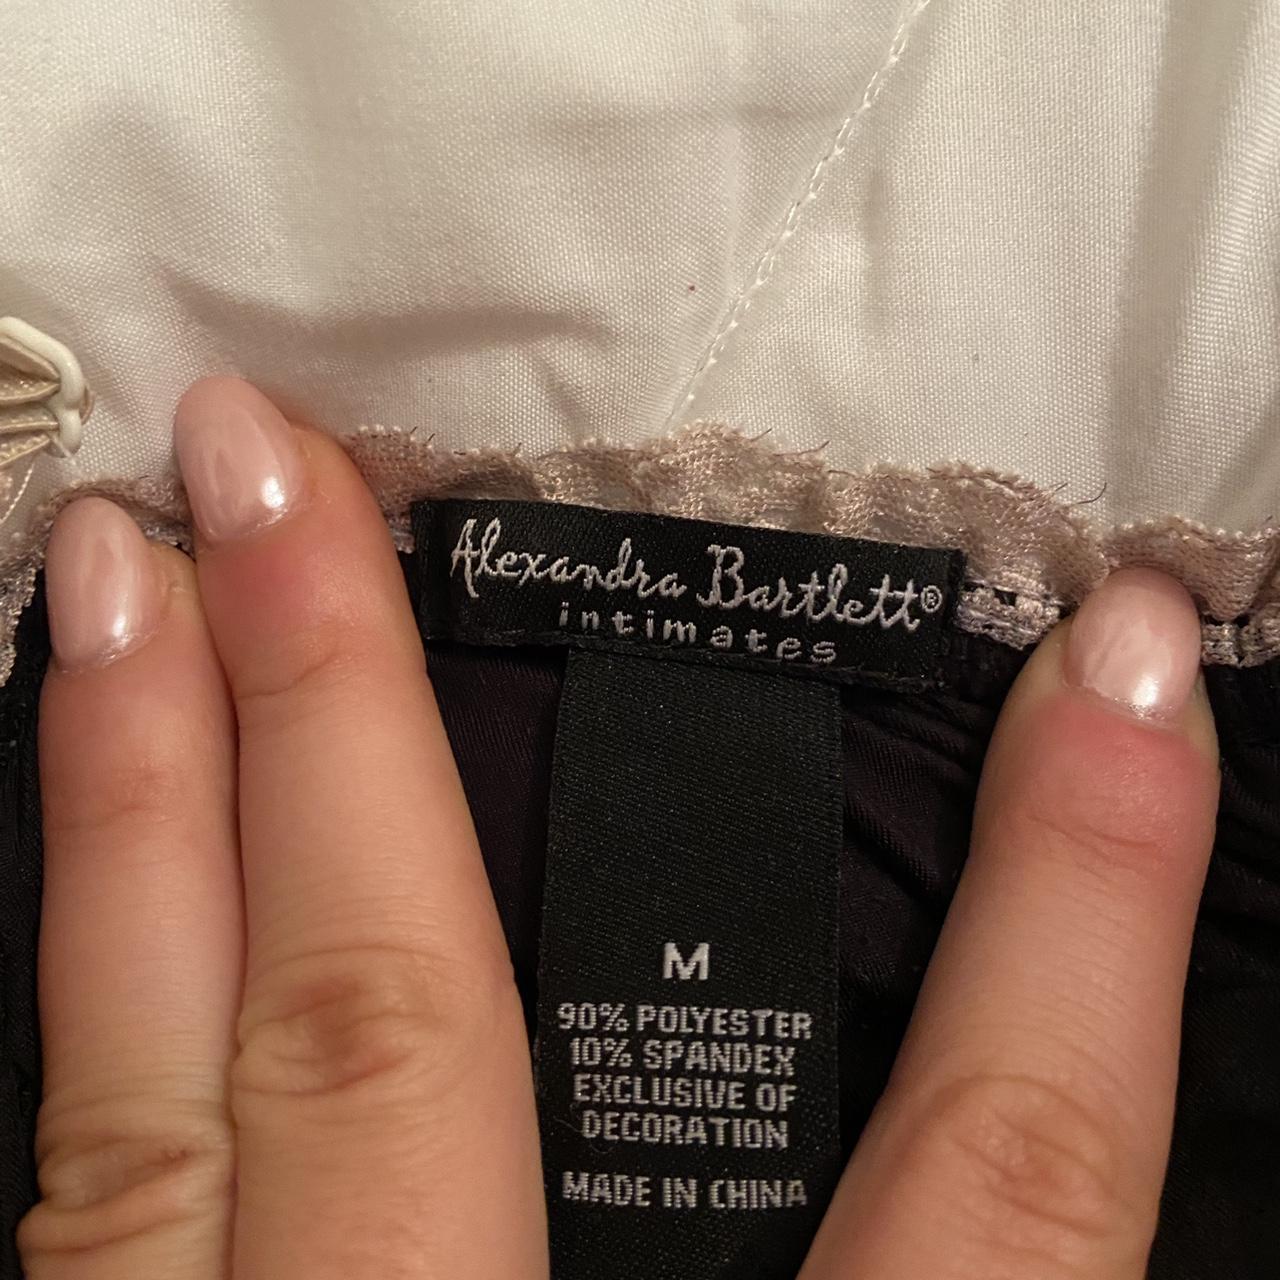 Alexandra Bartlett®
intimates
M
90% POLYESTER
10% SPANDEX
EXCLUSIVE OF
DECORATION
MADE IN CHINA